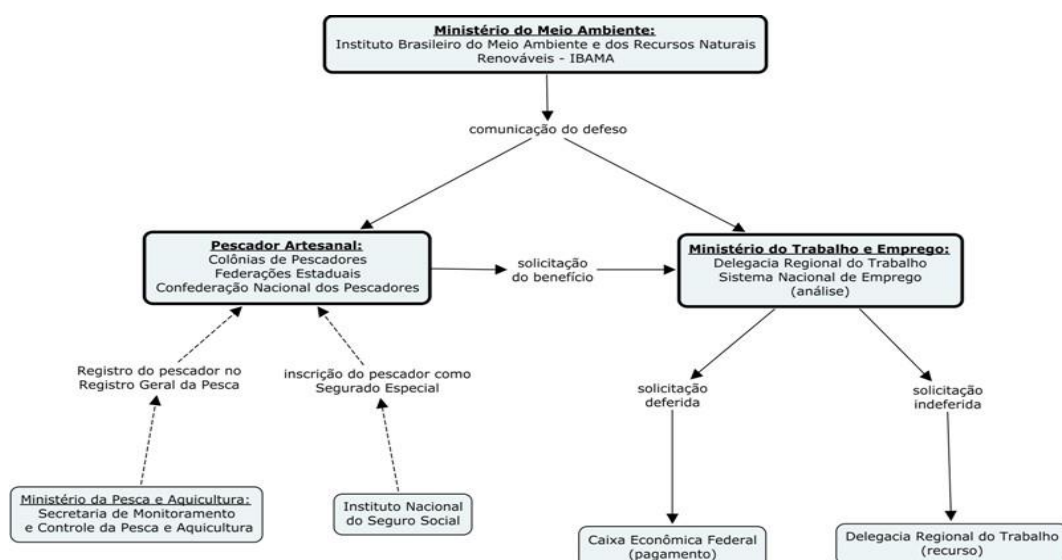 Ministério do Meio Ambiente:
Instituto Brasileiro do Meio Ambiente e dos Recursos Naturais
Renováveis - IBAMA
comunicação do defeso
Pescador Artesanal:
Colônias de Pescadores
Federações Estaduais
Confederação Nacional dos Pescadores
solicitação
do benefício
Ministério do Trabalho e Emprego:
Delegacia Regional do Trabalho
Sistema Nacional de Emprego
(análise)
Registro do pescador no
Registro Geral da Pesca
inscrição do pescador como
Segurado Especial
solicitação
deferida
solicitação
indeferida
Ministério da Pesca e Aquicultura:
Secretaria de Monitoramento
e Controle da Pesca e Aquicultura
Instituto Nacional
do Seguro Social
Caixa Econômica Federal
(pagamento)
Delegacia Regional do Trabalho
(recurso)